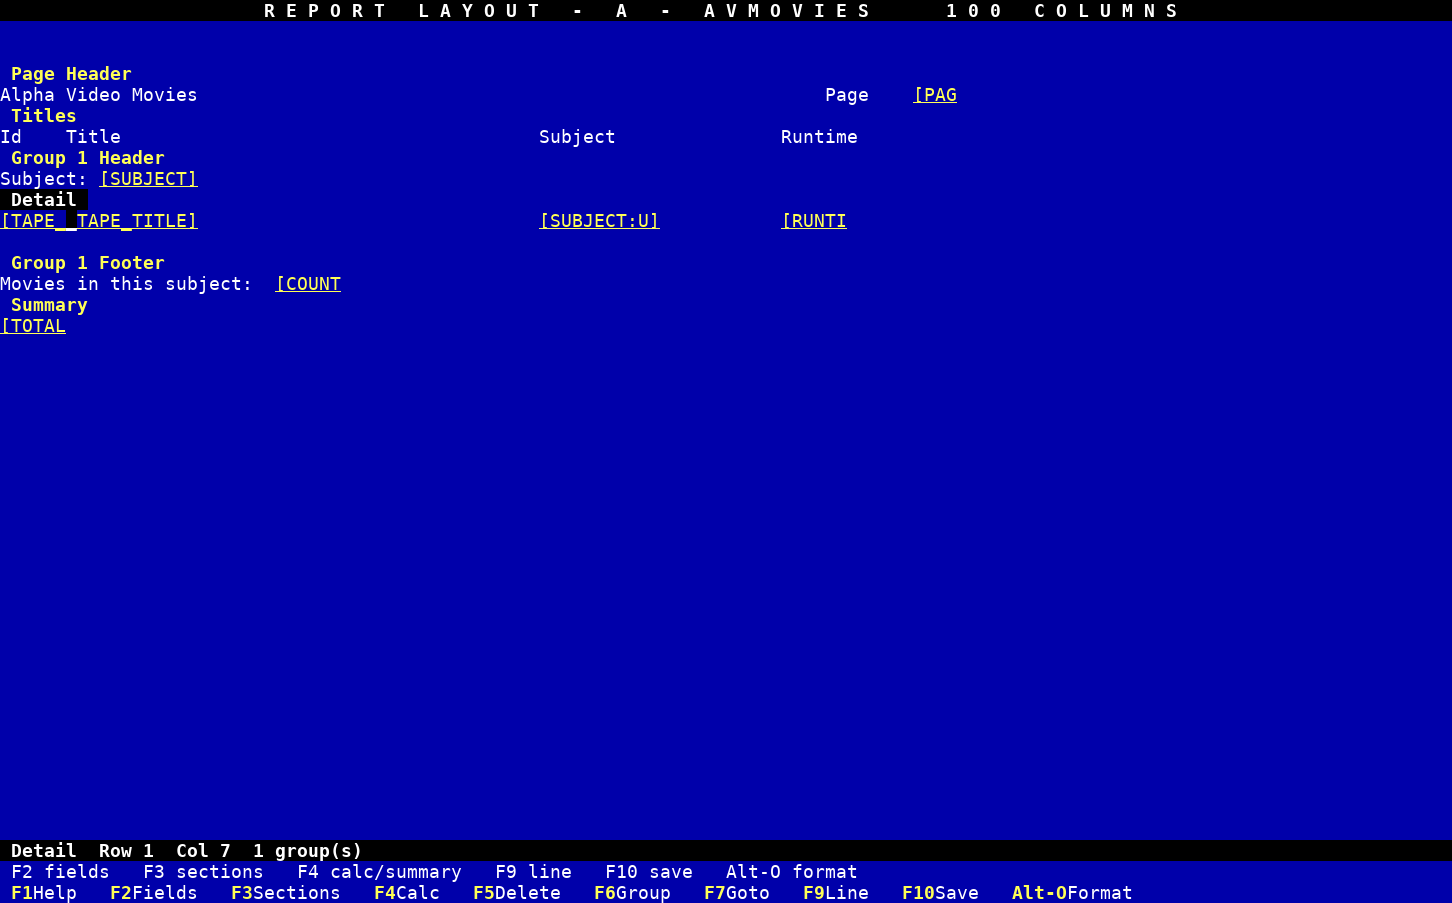 R E P O R T   L A Y O U T   -   A   -   A V M O V I E S       1 0 0   C O L U M N S
Page Header
Alpha Video Movies                                                         Page    [PAG
Titles
Id    Title                                      Subject               Runtime
Group 1 Header
Subject: [SUBJECT]
Detail
[TAPE__TAPE_TITLE]                               [SUBJECT:U]           [RUNTI
Group 1 Footer
Movies in this subject:  [COUNT
Summary
[TOTAL
Detail  Row 1  Col 7  1 group(s)
F2 fields   F3 sections   F4 calc/summary   F9 line   F10 save   Alt-O format
F1Help   F2Fields   F3Sections   F4Calc   F5Delete   F6Group   F7Goto   F9Line   F10Save   Alt-OFormat